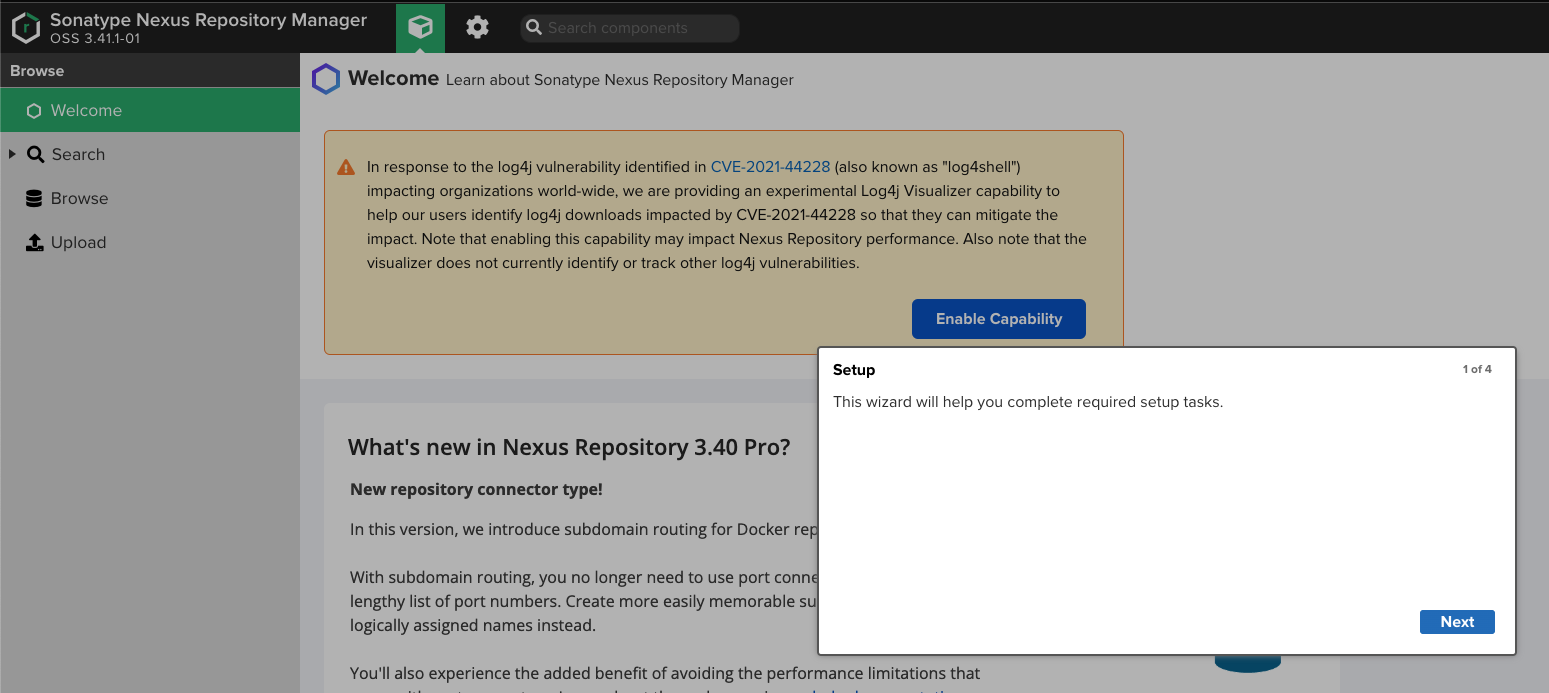 Sonatype Nexus Repository Manager
OSS 3.41.1-01
Search components
Browse
Welcome
Search
Browse
Upload
Welcome Learn about Sonatype Nexus Repository Manager
In response to the log4j vulnerability identified in CVE-2021-44228 (also known as "log4shell")
impacting organizations world-wide, we are providing an experimental Log4j Visualizer capability to
help our users identify log4j downloads impacted by CVE-2021-44228 so that they can mitigate the
impact. Note that enabling this capability may impact Nexus Repository performance. Also note that the
visualizer does not currently identify or track other log4j vulnerabilities.
Enable Capability
Setup
1 of 4
This wizard will help you complete required setup tasks.
Next
What's new in Nexus Repository 3.40 Pro?
New repository connector type!
In this version, we introduce subdomain routing for Docker rep
With subdomain routing, you no longer need to use port conne
lengthy list of port numbers. Create more easily memorable su
logically assigned names instead.
You'll also experience the added benefit of avoiding the performance limitations that